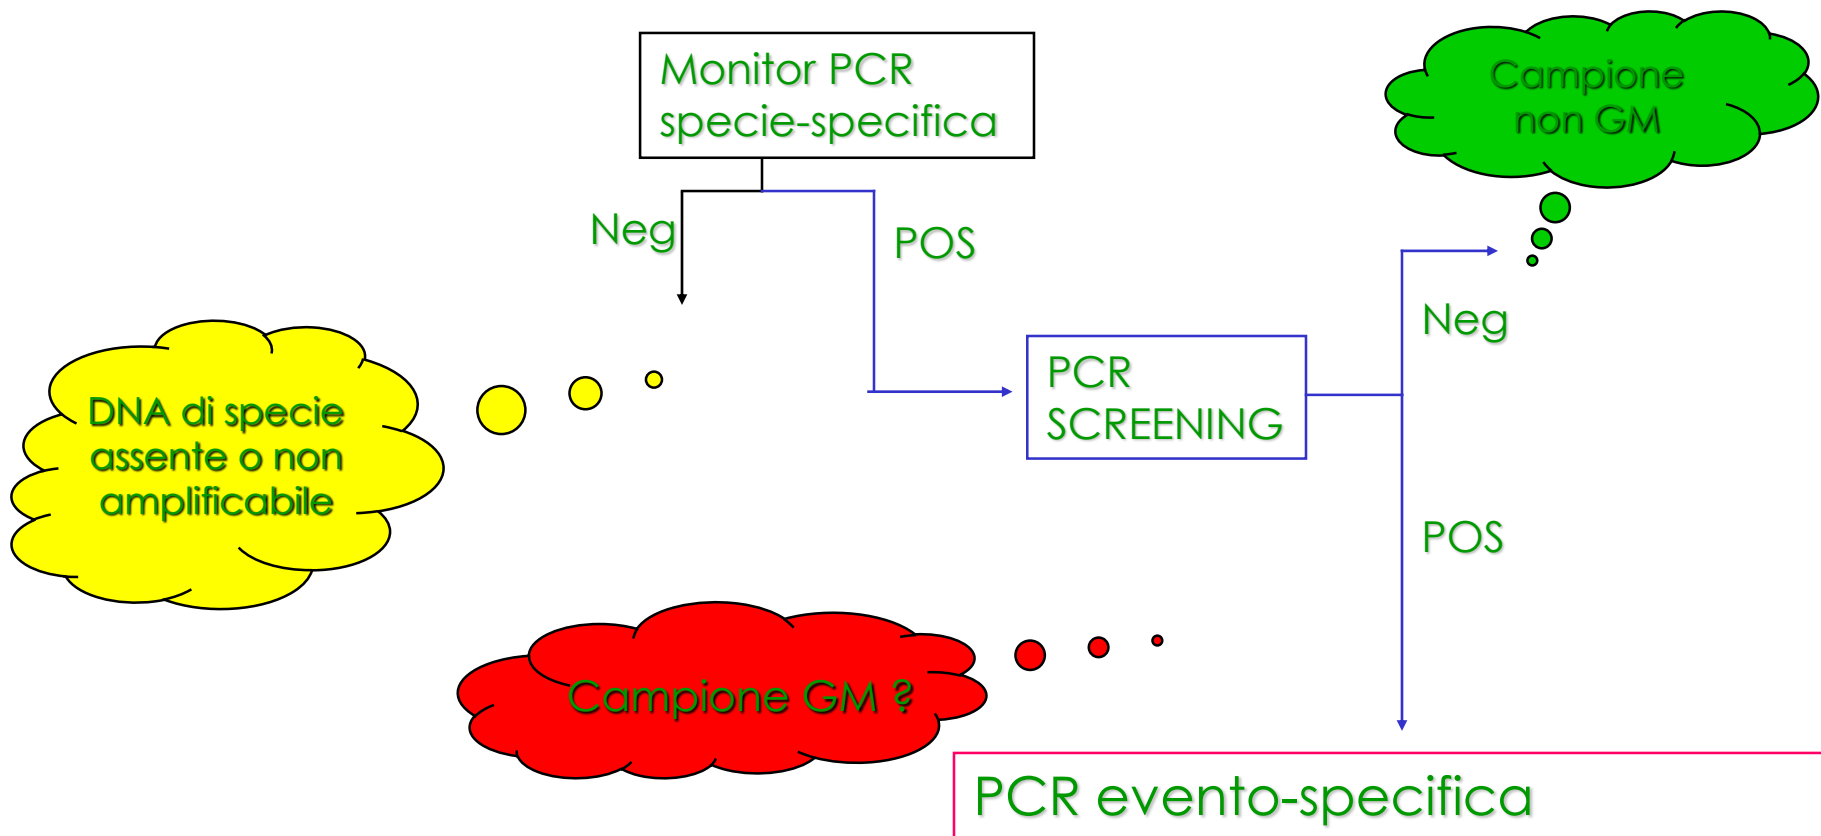 Monitor PCR
specie-specifica
Campione
non GM
Neg
POS
Neg
PCR
SCREENING
DNA di specie
assente o non
amplificabile
POS
Campione GM ?
PCR evento-specifica